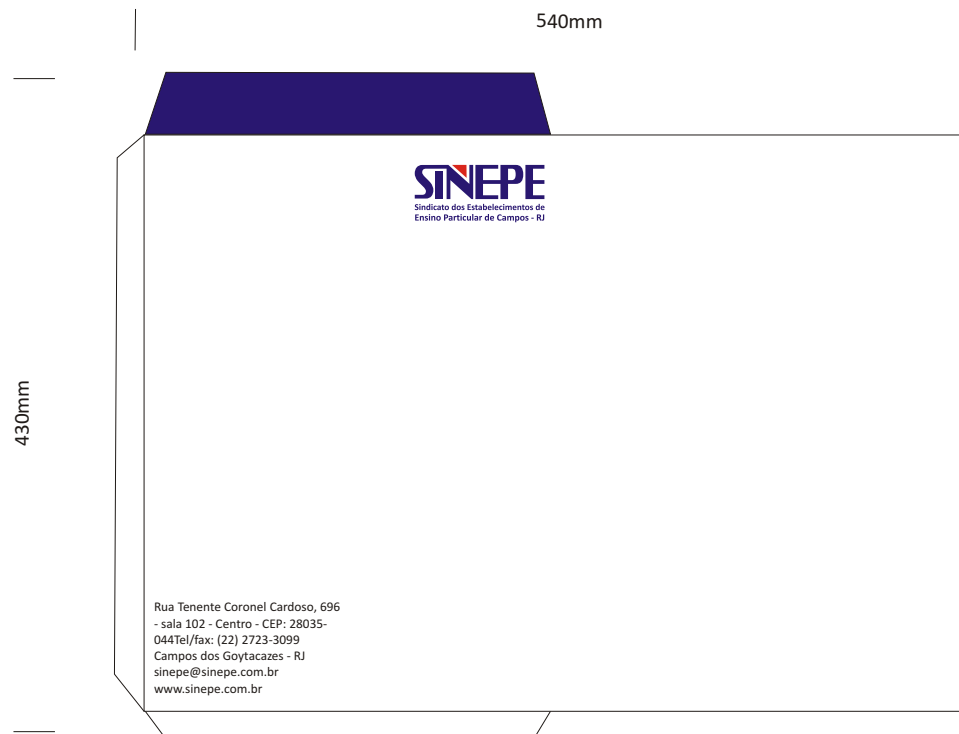 540mm
SINEPE
Sindicato dos Estabelecimentos de
Ensino Particular de Campos - RJ
430mm
Rua Tenente Coronel Cardoso, 696
- sala 102 - Centro - CEP: 28035-
044Tel/fax: (22) 2723-3099
Campos dos Goytacazes - RJ
sinepe@sinepe.com.br
www.sinepe.com.br